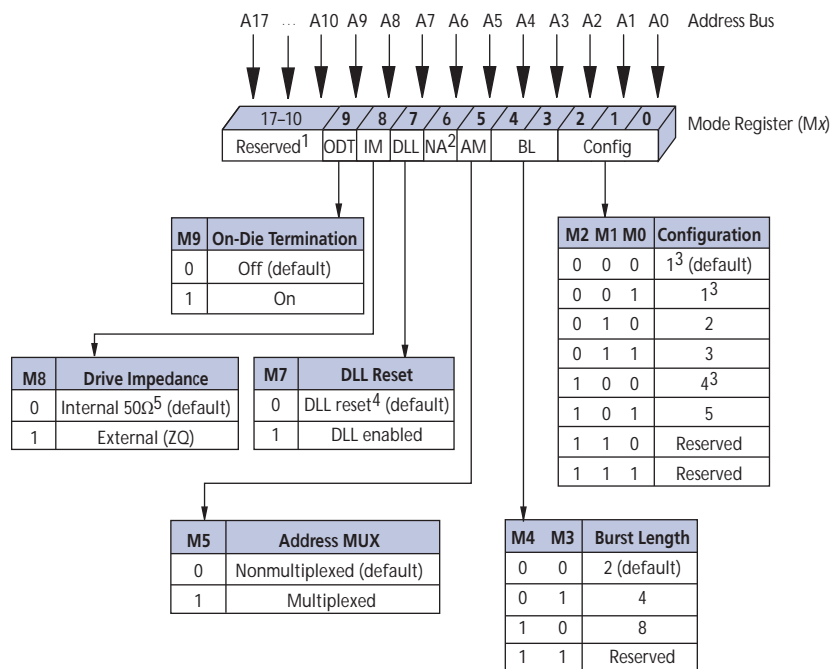 A17 ... A10 A9 A8 A7 A6 A5 A4 A3 A2 A1 A0 Address Bus
17–10 9 8 7 6 5 4 3 2 1 0 Mode Register (Mx)
Reserved1 ODT IM DLL NA2 AM BL Config
M9 On-Die Termination
0 Off (default)
1 On
M2 M1 M0 Configuration
0 0 0 13 (default)
0 0 1 13
0 1 0 2
0 1 1 3
1 0 0 43
1 0 1 5
1 1 0 Reserved
1 1 1 Reserved
M8 Drive Impedance
0 Internal 50Ω5 (default)
1 External (ZQ)
M7 DLL Reset
0 DLL reset4 (default)
1 DLL enabled
M5 Address MUX
0 Nonmultiplexed (default)
1 Multiplexed
M4 M3 Burst Length
0 0 2 (default)
0 1 4
1 0 8
1 1 Reserved